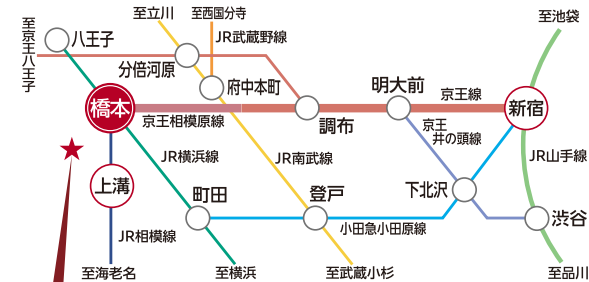 至立川
至西国分寺
至池袋
至京王八王子
八王子
JR武蔵野線
分倍河原
府中本町
明大前
京王線
新宿
橋本
京王相模原線
調布
京王
井の頭線
JR横浜線
JR南武線
JR山手線
上溝
町田
登戸
下北沢
渋谷
小田急小田原線
JR相模線
至海老名
至横浜
至武蔵小杉
至品川